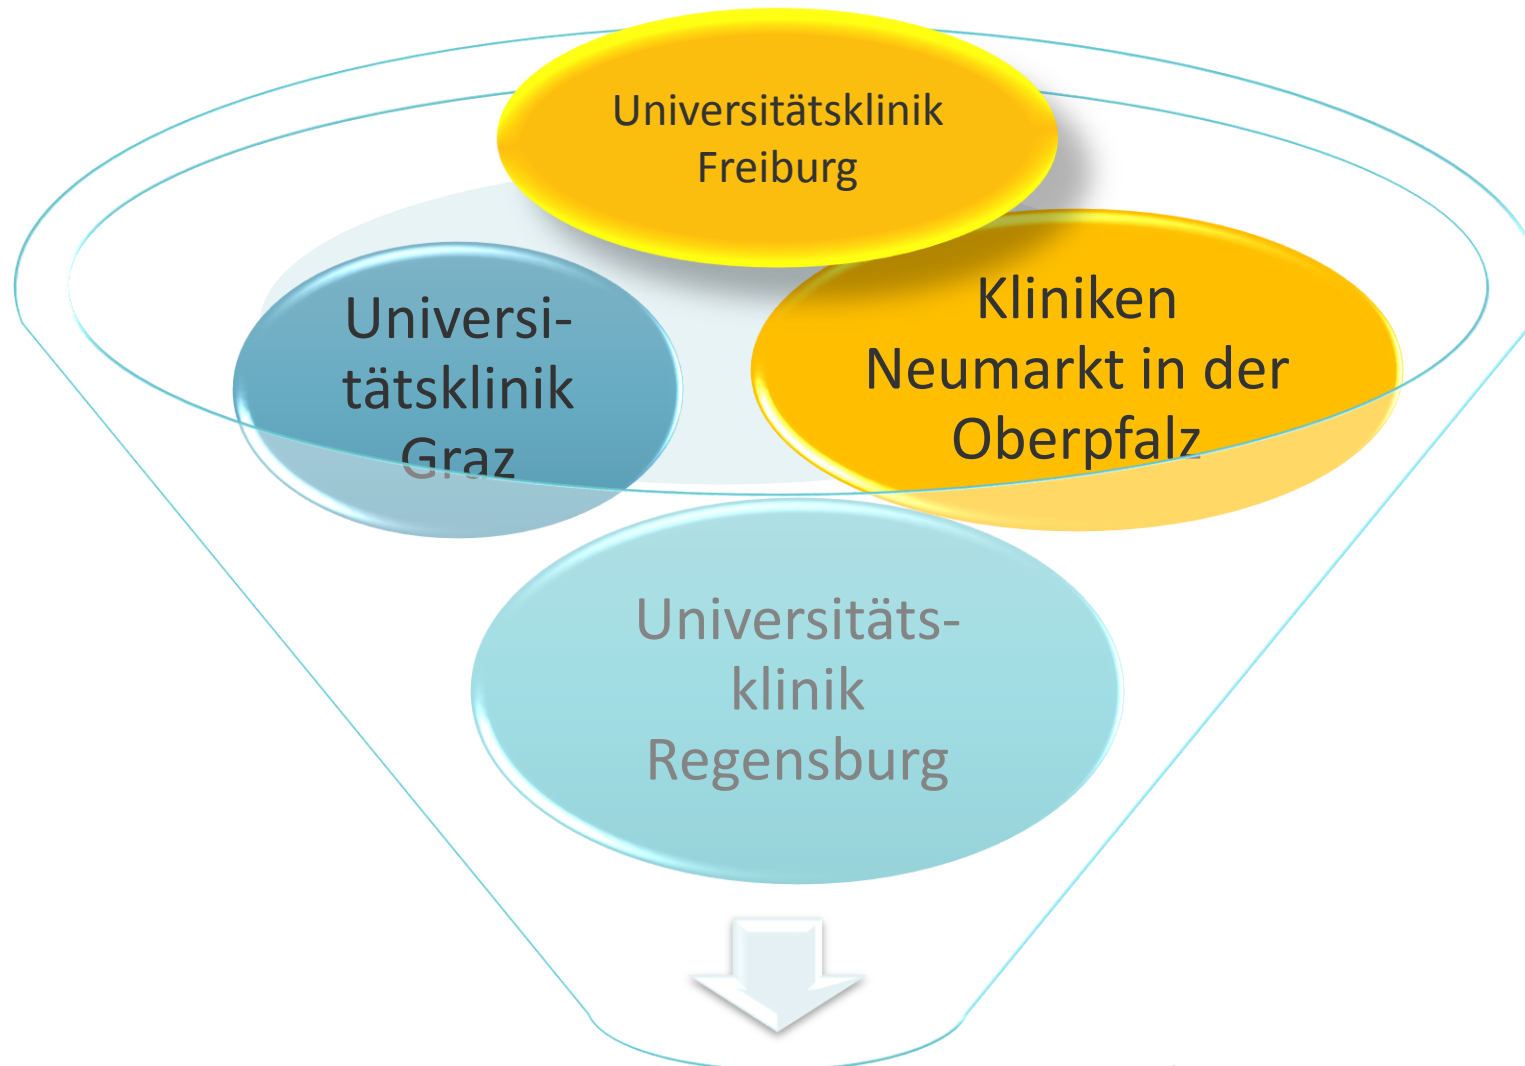 Universitätsklinik
Freiburg
Universi-
tätsklinik
Graz
Kliniken
Neumarkt in der
Oberpfalz
Universitäts-
klinik
Regensburg